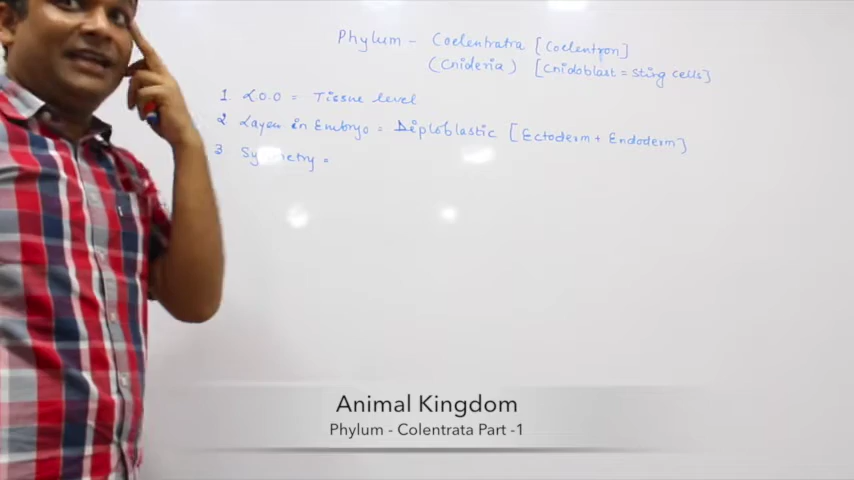 Phylum - Coelentrata [Coelentron]
(Cnideria) [Cnidoblast = Sting cells]
1 L.O.O = Tissue level
2 Layer in Embryo = Diploblastic [Ectoderm + Endoderm]
3 Symmetry =
Animal Kingdom
Phylum - Colentrata Part -1